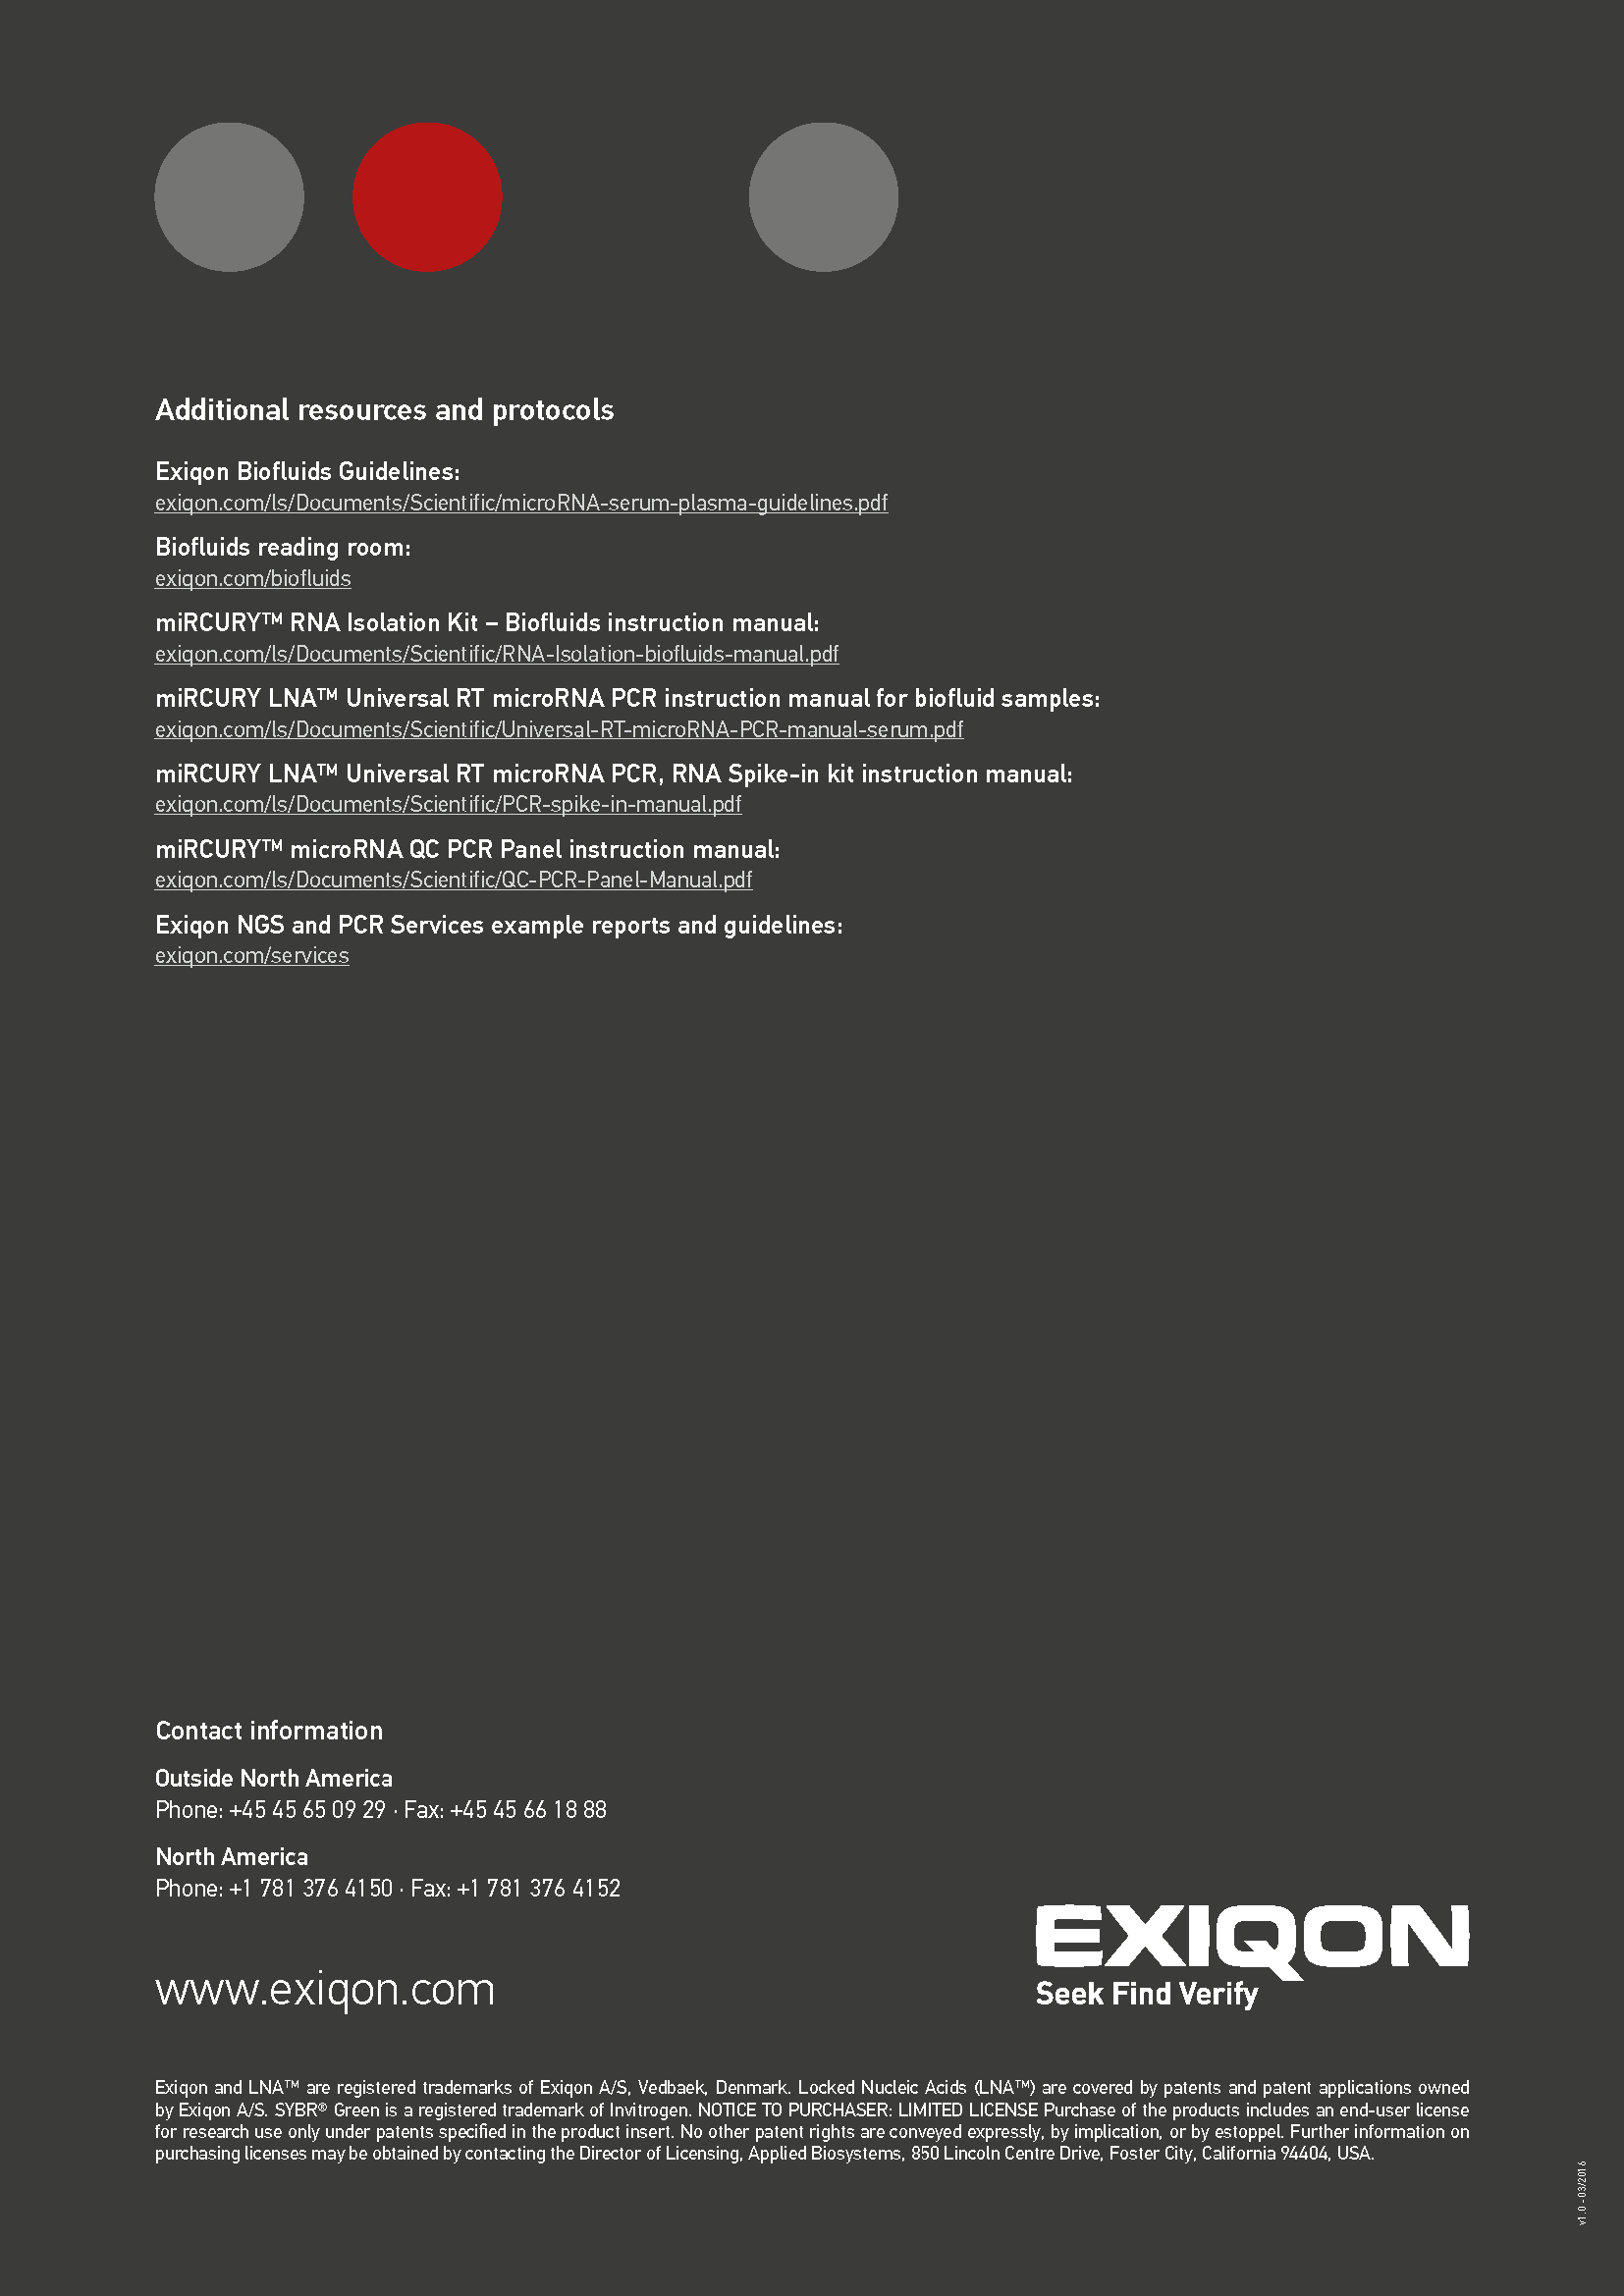 Additional resources and protocols
Exiqon Biofluids Guidelines:
exiqon.com/ls/Documents/Scientific/microRNA-serum-plasma-guidelines.pdf
Biofluids reading room:
exiqon.com/biofluids
miRCURY™ RNA Isolation Kit – Biofluids instruction manual:
exiqon.com/ls/Documents/Scientific/RNA-Isolation-biofluids-manual.pdf
miRCURY LNA™ Universal RT microRNA PCR instruction manual for biofluid samples:
exiqon.com/ls/Documents/Scientific/Universal-RT-microRNA-PCR-manual-serum.pdf
miRCURY LNA™ Universal RT microRNA PCR, RNA Spike-in kit instruction manual:
exiqon.com/ls/Documents/Scientific/PCR-spike-in-manual.pdf
miRCURY™ microRNA QC PCR Panel instruction manual:
exiqon.com/ls/Documents/Scientific/QC-PCR-Panel-Manual.pdf
Exiqon NGS and PCR Services example reports and guidelines:
exiqon.com/services
Contact information
Outside North America
Phone: +45 45 65 09 29 · Fax: +45 45 66 18 88
North America
Phone: +1 781 376 4150 · Fax: +1 781 376 4152
www.exiqon.com
EXIQON
Seek Find Verify
Exiqon and LNA™ are registered trademarks of Exiqon A/S, Vedbaek, Denmark. Locked Nucleic Acids (LNA™) are covered by patents and patent applications owned
by Exiqon A/S. SYBR® Green is a registered trademark of Invitrogen. NOTICE TO PURCHASER: LIMITED LICENSE Purchase of the products includes an end-user license
for research use only under patents specified in the product insert. No other patent rights are conveyed expressly, by implication, or by estoppel. Further information on
purchasing licenses may be obtained by contacting the Director of Licensing, Applied Biosystems, 850 Lincoln Centre Drive, Foster City, California 94404, USA.
v1.0 - 03/2016